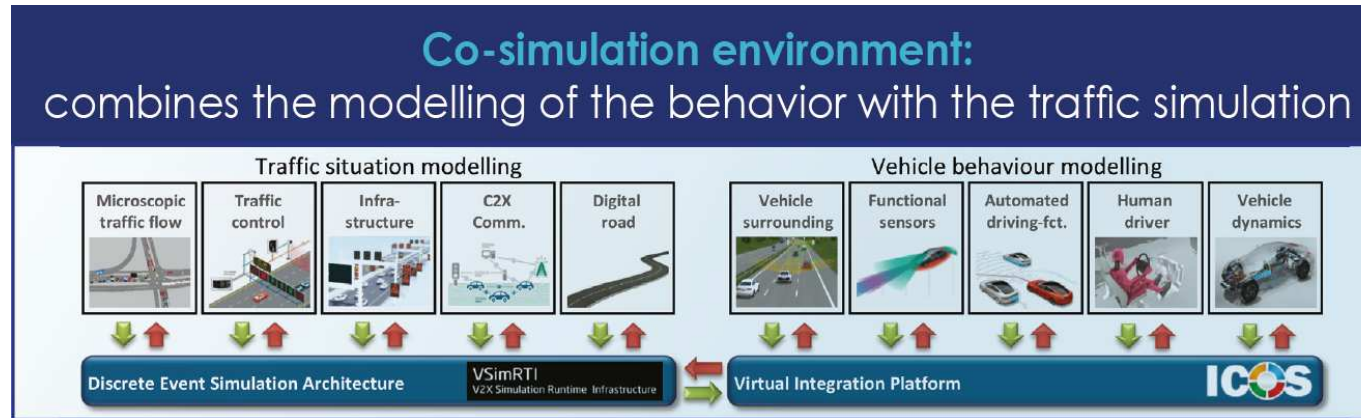 Co-simulation environment:
combines the modelling of the behavior with the traffic simulation
Traffic situation modelling
Vehicle behaviour modelling
Microscopic
traffic flow
Traffic
control
Infra-
structure
C2X
Comm.
Digital
road
Vehicle
surrounding
Functional
sensors
Automated
driving-fct.
Human
driver
Vehicle
dynamics
Discrete Event Simulation Architecture
VSimRTI
V2X Simulation Runtime Infrastructure
Virtual Integration Platform
ICOS